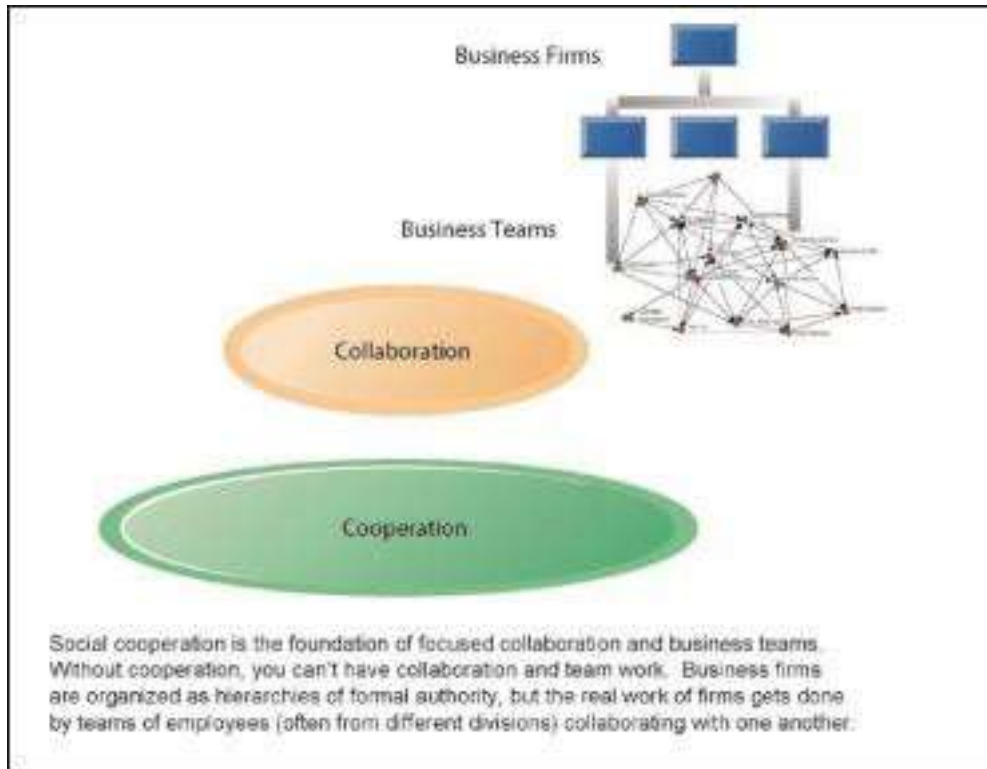 Business Firms
Business Teams
Collaboration
Cooperation
Social cooperation is the foundation of focused collaboration and business teams.
Without cooperation, you can't have collaboration and team work. Business firms
are organized as hierarchies of formal authority, but the real work of firms gets done
by teams of employees (often from different divisions) collaborating with one another.